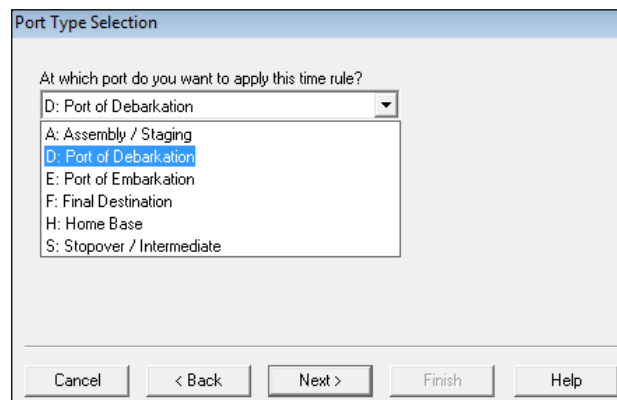 Port Type Selection
At which port do you want to apply this time rule?
D: Port of Debarkation
A: Assembly / Staging
D: Port of Debarkation
E: Port of Embarkation
F: Final Destination
H: Home Base
S: Stopover / Intermediate
Cancel < Back Next > Finish Help